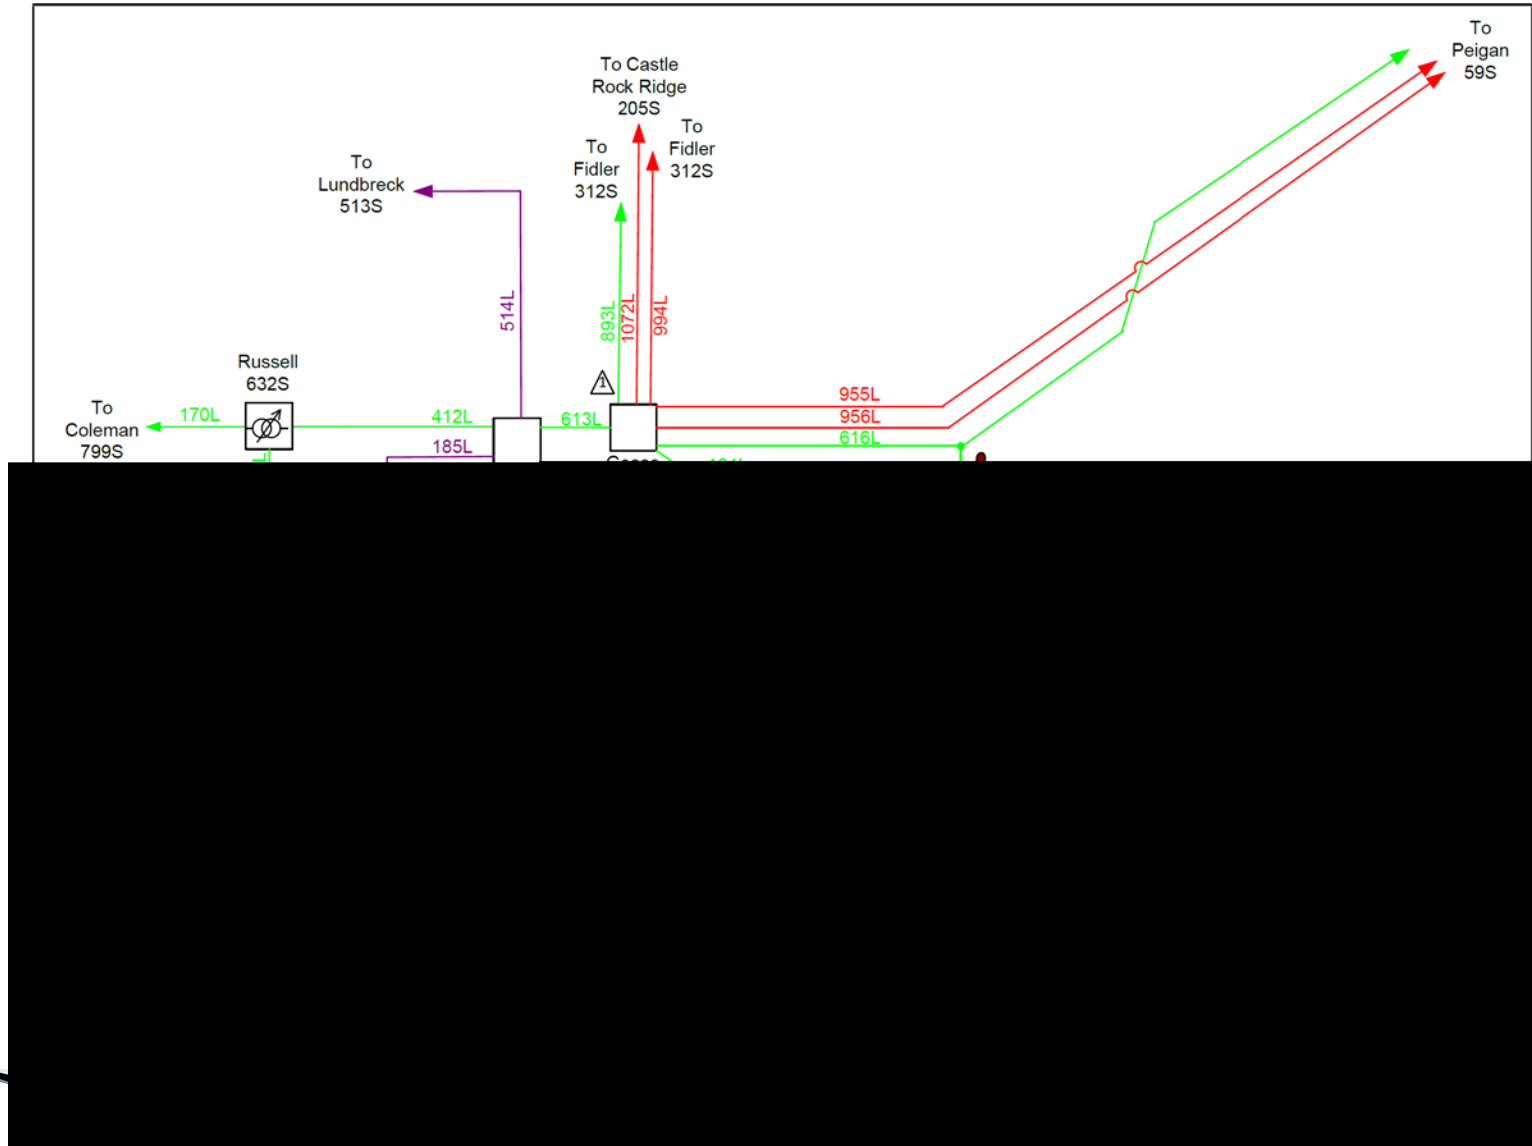 To
Peigan
59S
To Castle
Rock Ridge
205S
To
Fidler
312S
To
Fidler
312S
To
Lundbreck
513S
514L
893L
1072L
994L
Russell
632S
1
To
Coleman
799S
170L
412L
613L
185L
955L
956L
616L